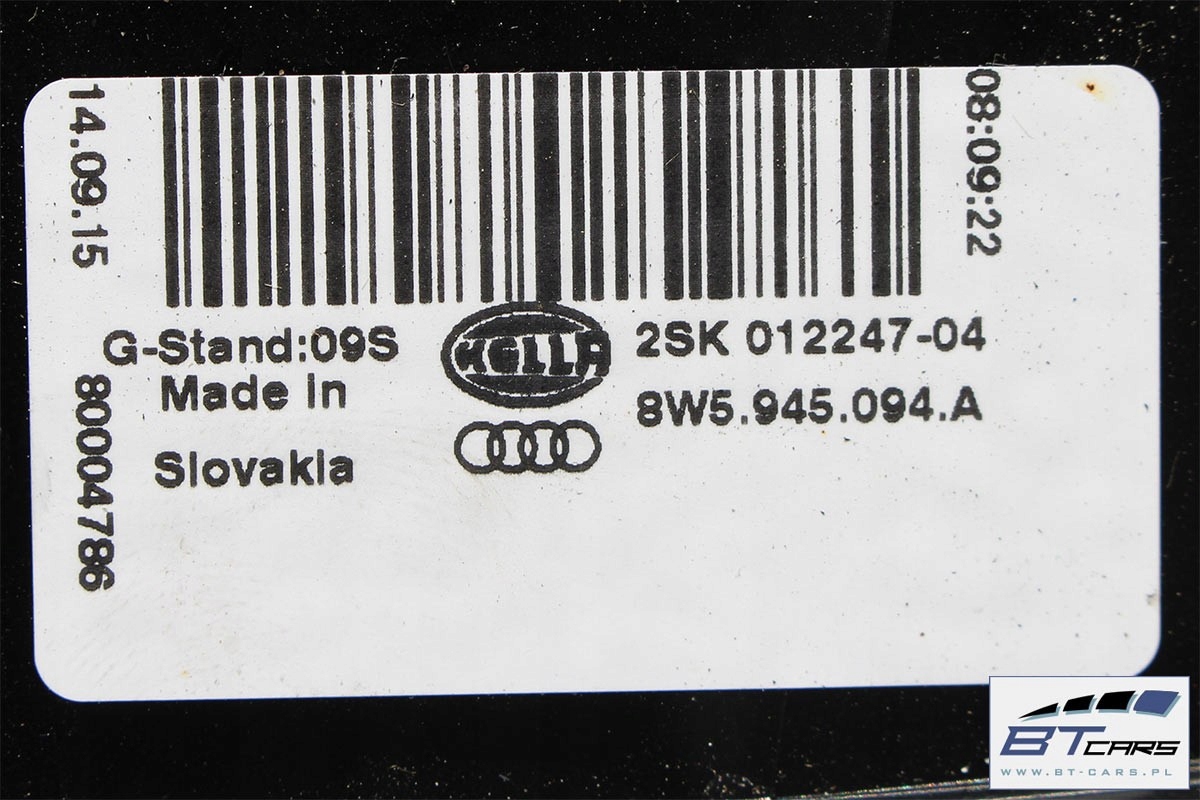 14.09.15
08:09:22
G-Stand:09S
Made in
Slovakia
80004786
HELLA
2SK 012247-04
8W5.945.094.A
BT CARS
WWW.BT-CARS.PL